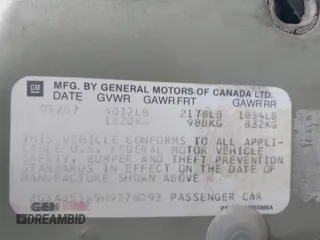 GM MFG. BY GENERAL MOTORS OF CANADA LTD.
DATE GVWR GAWR FRT GAWR RR
4012LB 2178LB 1834LB
1820KG 988KG 832KG
THIS VEHICLE CONFORMS TO ALL APPLI-
CABLE U.S. FEDERAL MOTOR VEHICLE
SAFETY, BUMPER AND THEFT PREVENTION
STANDARDS IN EFFECT ON THE DATE OF
MANUFACTURE SHOWN ABOVE
PASSENGER CAR